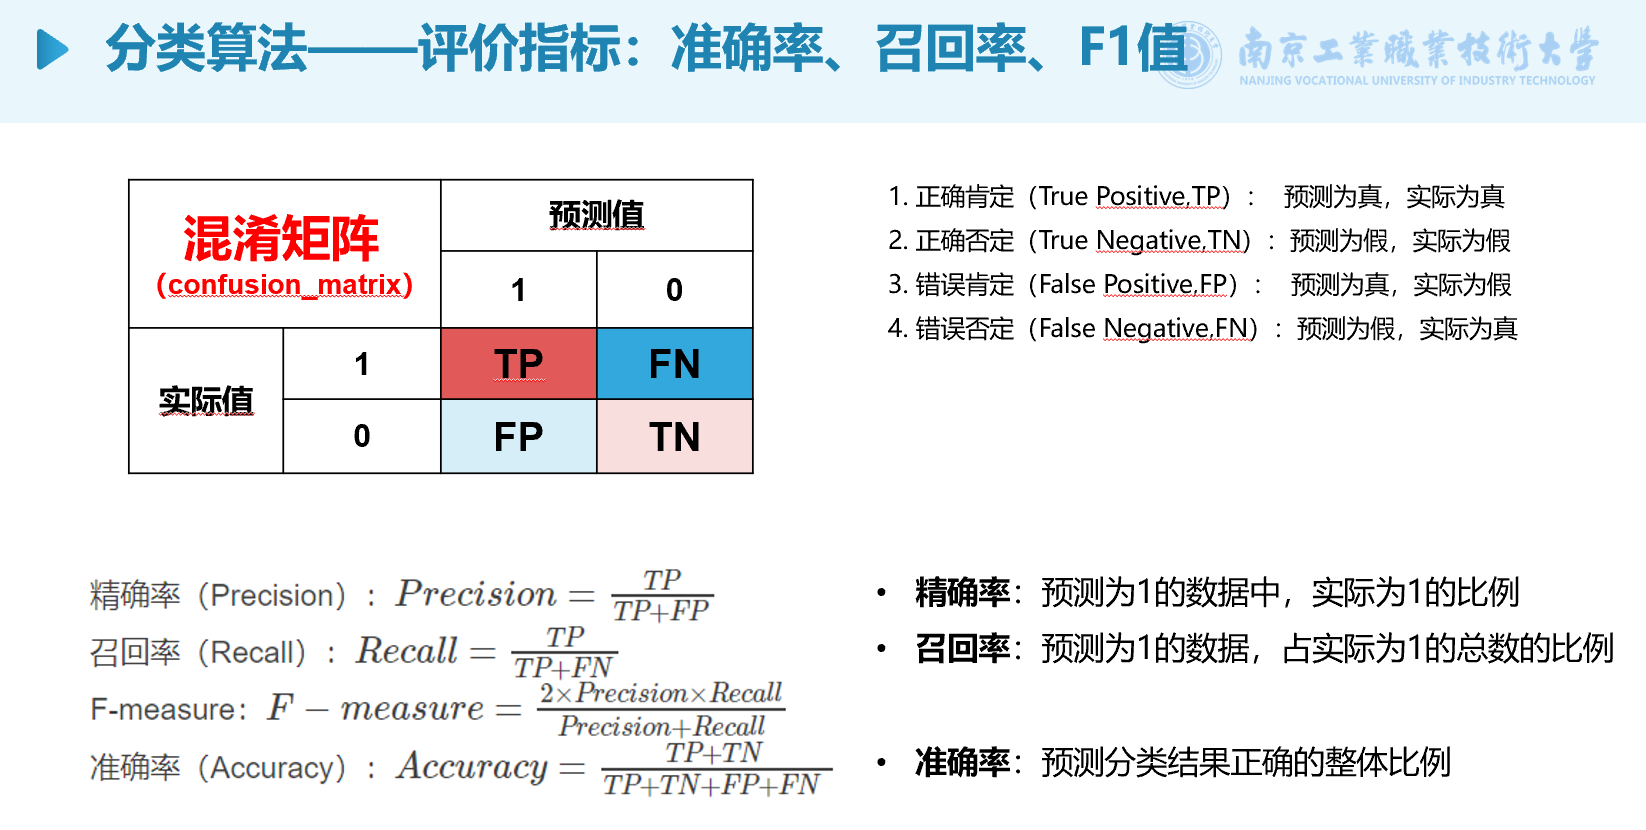 分类算法——评价指标：准确率、召回率、F1值
南京工業職業技術大学
NANJING VOCATIONAL UNIVERSITY OF INDUSTRY TECHNOLOGY
混淆矩阵
（confusion_matrix）
预测值
1 0
实际值
1 TP FN
0 FP TN
1. 正确肯定（True Positive,TP）： 预测为真，实际为真
2. 正确否定（True Negative,TN）：预测为假，实际为假
3. 错误肯定（False Positive,FP）： 预测为真，实际为假
4. 错误否定（False Negative,FN）：预测为假，实际为真
精确率（Precision）：Precision = TP / TP+FP
召回率（Recall）：Recall = TP / TP+FN
F-measure：F − measure = 2×Precision×Recall / Precision+Recall
准确率（Accuracy）：Accuracy = TP+TN / TP+TN+FP+FN
• 精确率：预测为1的数据中，实际为1的比例
• 召回率：预测为1的数据，占实际为1的总数的比例
• 准确率：预测分类结果正确的整体比例